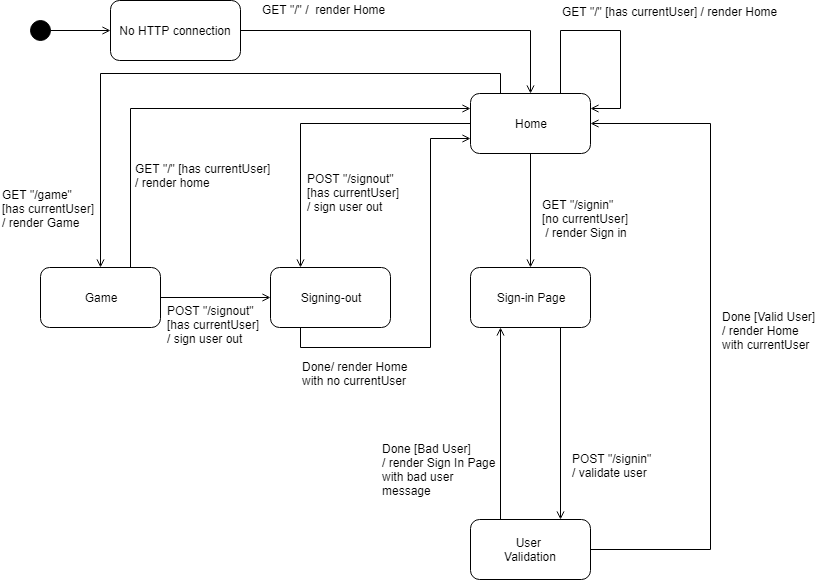 GET "/" / render Home
GET "/" [has currentUser] / render Home
No HTTP connection
Home
GET "/" [has currentUser]
/ render home
POST "/signout"
[has currentUser]
/ sign user out
GET "/game"
[has currentUser]
/ render Game
GET "/signin"
[no currentUser]
/ render Sign in
Game
Signing-out
Sign-in Page
POST "/signout"
[has currentUser]
/ sign user out
Done [Valid User]
/ render Home
with currentUser
Done/ render Home
with no currentUser
Done [Bad User]
/ render Sign In Page
with bad user
message
POST "/signin"
/ validate user
User
Validation